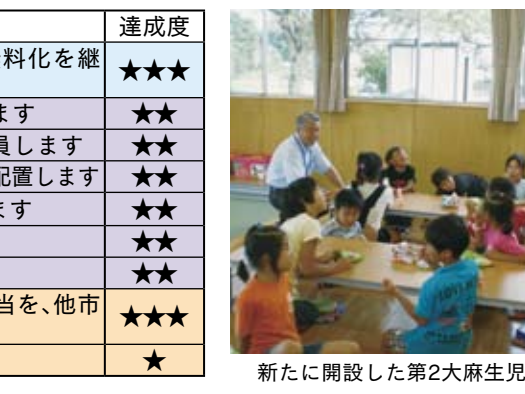 達成度
料化を継
★★★
ます
★★
員します
★★
配置します
★★
ます
★★
★★
★★
当を、他市
★★★
★
新たに開設した第2大麻生児